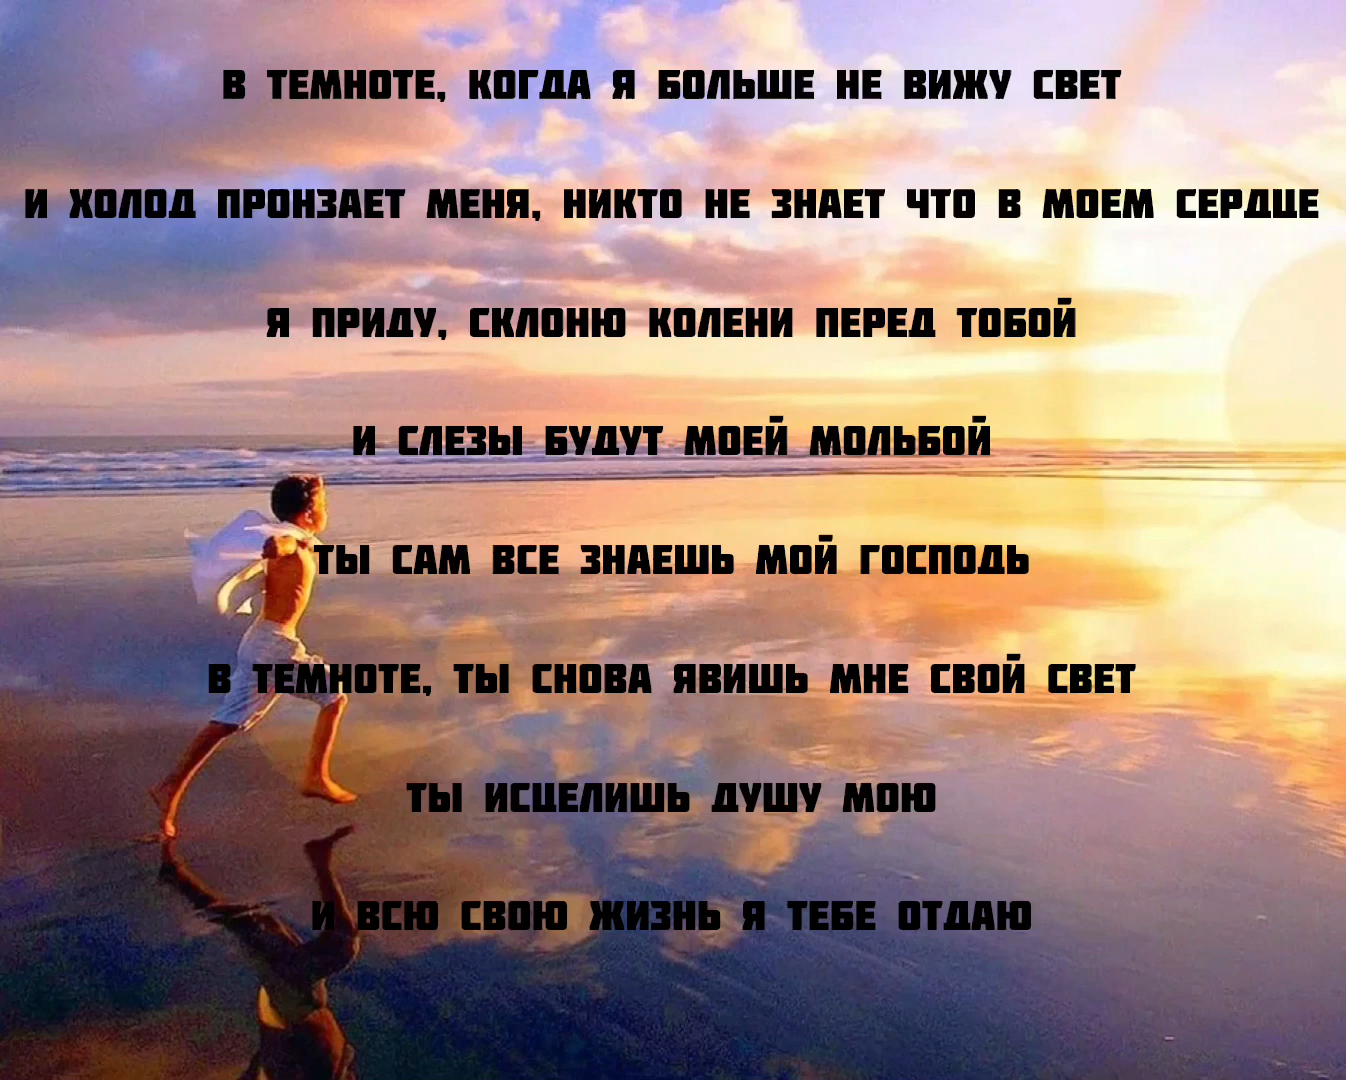 В ТЕМНОТЕ, КОГДА Я БОЛЬШЕ НЕ ВИЖУ СВЕТ
И ХОЛОД ПРОНЗАЕТ МЕНЯ, НИКТО НЕ ЗНАЕТ ЧТО В МОЕМ СЕРДЦЕ
Я ПРИДУ, СКЛОНЮ КОЛЕНИ ПЕРЕД ТОБОЙ
И СЛЕЗЫ БУДУТ МОЕЙ МОЛЬБОЙ
ТЫ САМ ВСЕ ЗНАЕШЬ МОЙ ГОСПОДЬ
В ТЕМНОТЕ, ТЫ СНОВА ЯВИШЬ МНЕ СВОЙ СВЕТ
ТЫ ИСЦЕЛИШЬ ДУШУ МОЮ
И ВСЮ СВОЮ ЖИЗНЬ Я ТЕБЕ ОТДАЮ